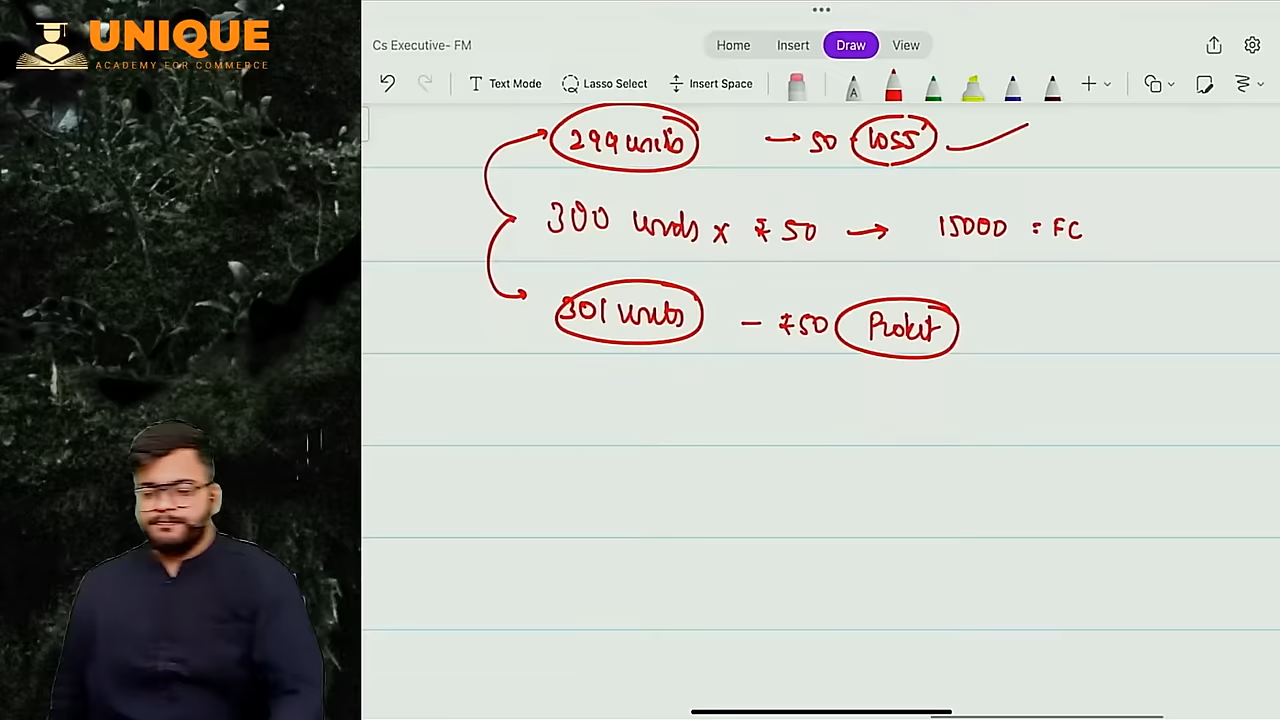 UNIQUE
ACADEMY FOR COMMERCE
Cs Executive- FM
Home Insert Draw View
Text Mode Lasso Select Insert Space
299 units → 50 loss
300 units x ₹ 50 → 15000 = FC
301 units - ₹50 Profit